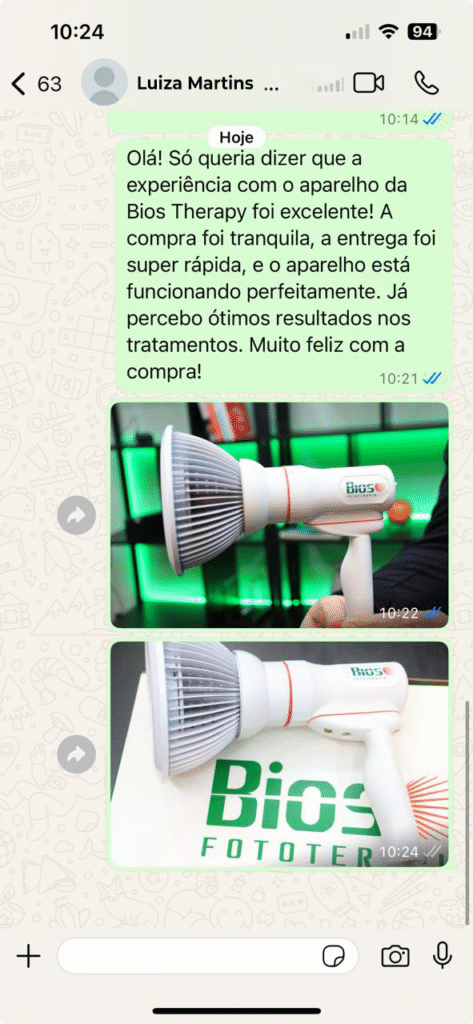 10:24
94
63
Luiza Martins ...
10:14
Hoje
Olá! Só queria dizer que a
experiência com o aparelho da
Bios Therapy foi excelente! A
compra foi tranquila, a entrega foi
super rápida, e o aparelho está
funcionando perfeitamente. Já
percebo ótimos resultados nos
tratamentos. Muito feliz com a
compra!
10:21
Bios
FOTOTERAPIA
10:22
Bios
Bios
FOTOTER
10:24